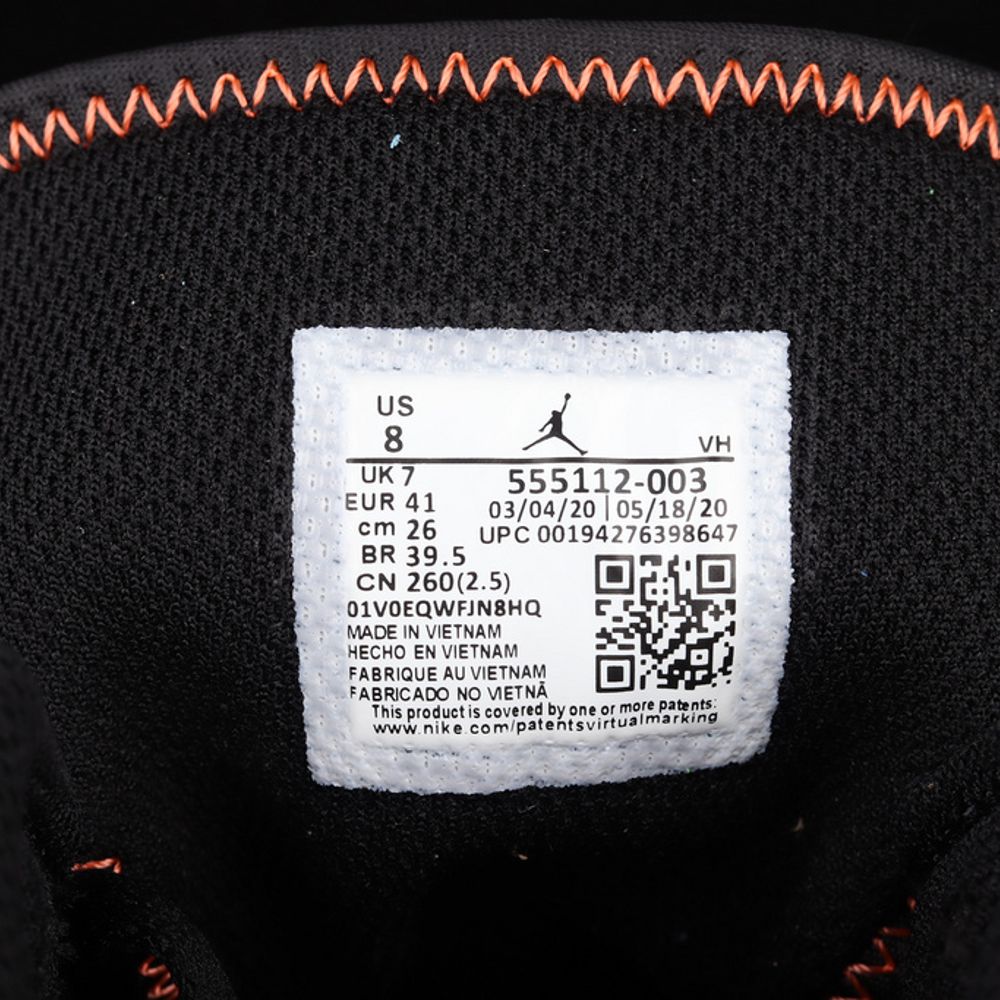 US
8
VH
UK 7
555112-003
EUR 41
03/04/20 | 05/18/20
cm 26
UPC 00194276398647
BR 39.5
CN 260(2.5)
01V0EQWFJN8HQ
MADE IN VIETNAM
HECHO EN VIETNAM
FABRIQUE AU VIETNAM
FABRICADO NO VIETNÃ
This product is covered by one or more patents:
www.nike.com/patentsvirtualmarking